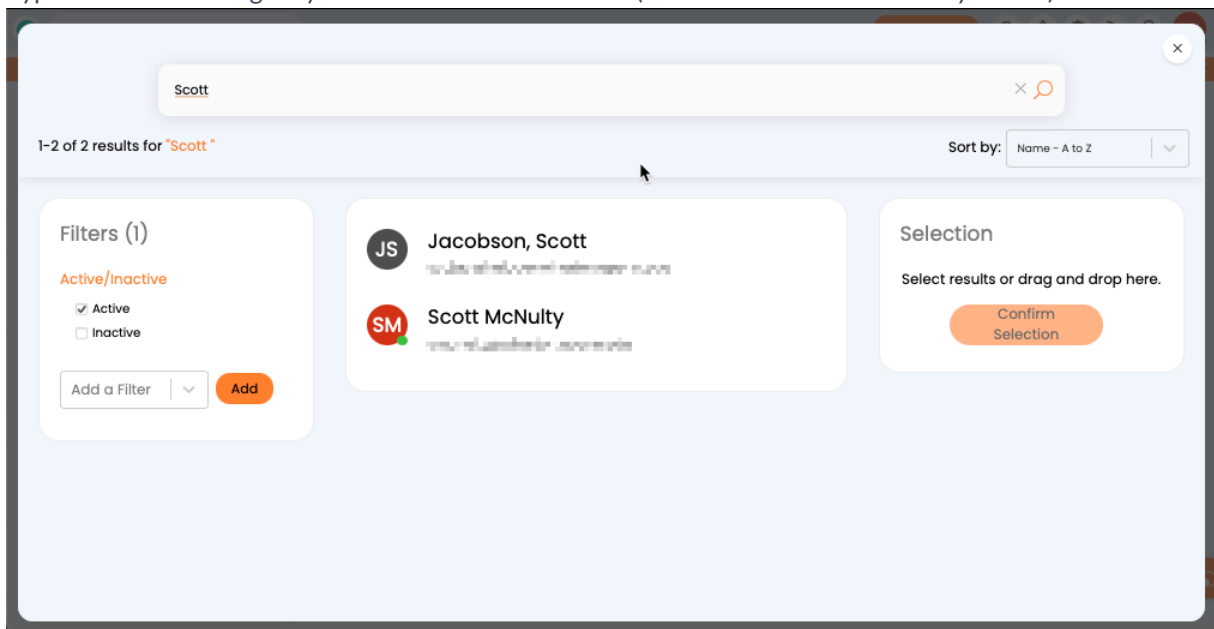 Scott
1-2 of 2 results for "Scott "
Sort by: Name - A to Z
Filters (1)
Active/Inactive
Active
Inactive
Add a Filter
Add
JS
Jacobson, Scott
SM
Scott McNulty
Selection
Select results or drag and drop here.
Confirm
Selection